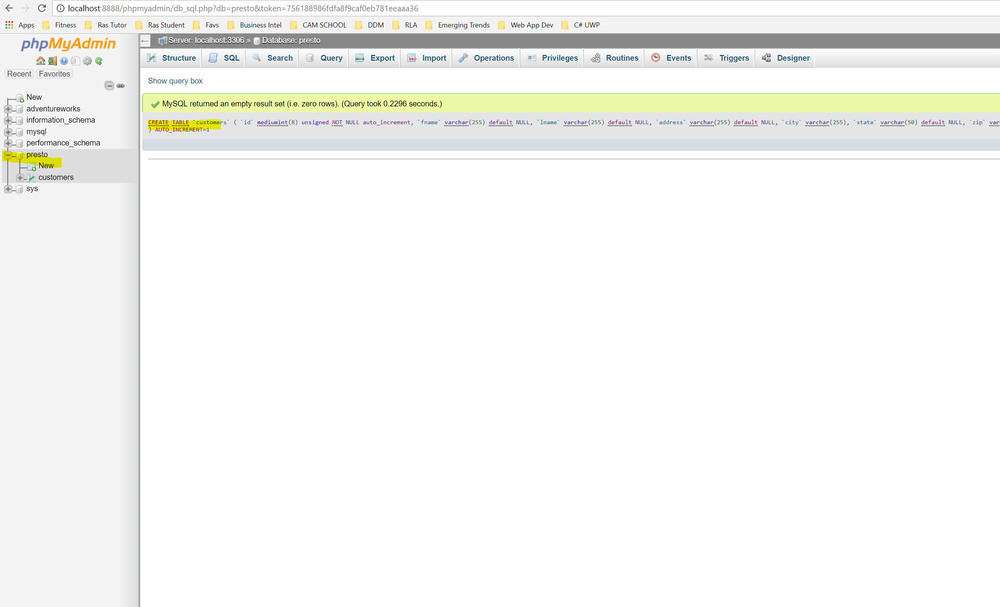 localhost:8888/phpmyadmin/db_sql.php?db=presto&token=756188986fdfa8f9caf0eb781eeaaa36
Apps Fitness Ras Tutor Ras Student Favs Business Intel CAM SCHOOL DDM RLA Emerging Trends Web App Dev C# UWP
phpMyAdmin
Recent Favorites
New
adventureworks
information_schema
mysql
performance_schema
presto
New
customers
sys
Server: localhost:3306 » Database: presto
Structure SQL Search Query Export Import Operations Privileges Routines Events Triggers Designer
Show query box
MySQL returned an empty result set (i.e. zero rows). (Query took 0.2296 seconds.)
CREATE TABLE `customers` ( `id` mediumint(8) unsigned NOT NULL auto_increment, `fname` varchar(255) default NULL, `lname` varchar(255) default NULL, `address` varchar(255) default NULL, `city` varchar(255), `state` varchar(50) default NULL, `zip` var
) AUTO_INCREMENT=1